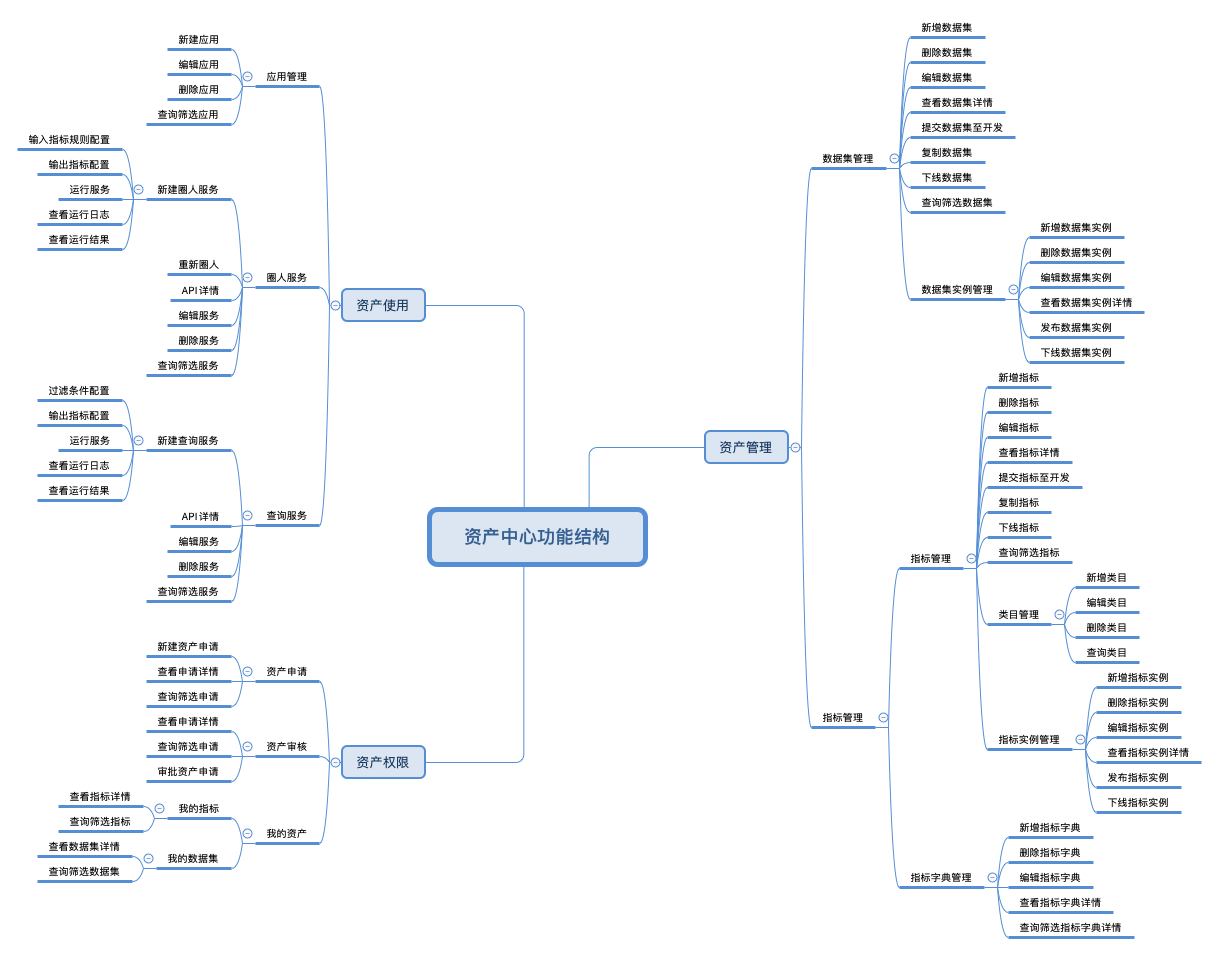 资产中心功能结构
资产使用
应用管理
新建应用
编辑应用
删除应用
查询筛选应用
圈人服务
新建圈人服务
输入指标规则配置
输出指标配置
运行服务
查看运行日志
查看运行结果
重新圈人
API详情
编辑服务
删除服务
查询筛选服务
查询服务
新建查询服务
过滤条件配置
输出指标配置
运行服务
查看运行日志
查看运行结果
API详情
编辑服务
删除服务
查询筛选服务
资产权限
资产申请
新建资产申请
查看申请详情
查询筛选申请
资产审核
查看申请详情
查询筛选申请
审批资产申请
我的资产
我的指标
查看指标详情
查询筛选指标
我的数据集
查看数据集详情
查询筛选数据集
资产管理
数据集管理
新增数据集
删除数据集
编辑数据集
查看数据集详情
提交数据集至开发
复制数据集
下线数据集
查询筛选数据集
数据集实例管理
新增数据集实例
删除数据集实例
编辑数据集实例
查看数据集实例详情
发布数据集实例
下线数据集实例
指标管理
指标管理
新增指标
删除指标
编辑指标
查看指标详情
提交指标至开发
复制指标
下线指标
查询筛选指标
类目管理
新增类目
编辑类目
删除类目
查询类目
指标实例管理
新增指标实例
删除指标实例
编辑指标实例
查看指标实例详情
发布指标实例
下线指标实例
指标字典管理
新增指标字典
删除指标字典
编辑指标字典
查看指标字典详情
查询筛选指标字典详情